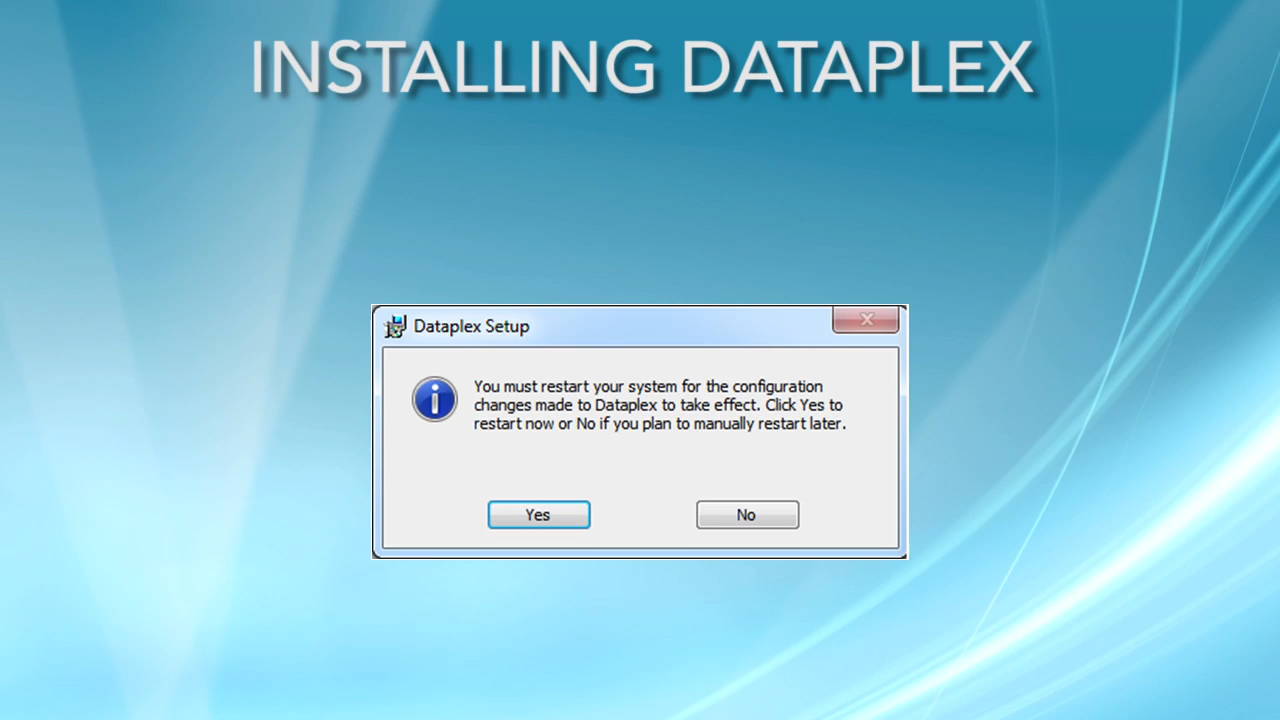 INSTALLING DATAPLEX
Dataplex Setup
You must restart your system for the configuration
changes made to Dataplex to take effect. Click Yes to
restart now or No if you plan to manually restart later.
Yes
No